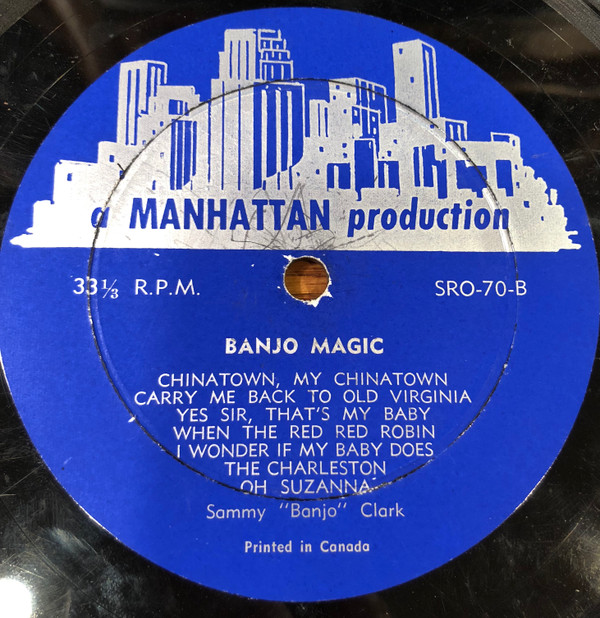 a MANHATTAN production
33 1/3 R.P.M. SRO-70-B
BANJO MAGIC
CHINATOWN, MY CHINATOWN
CARRY ME BACK TO OLD VIRGINIA
YES SIR, THAT'S MY BABY
WHEN THE RED RED ROBIN
I WONDER IF MY BABY DOES
THE CHARLESTON
OH SUZANNA
Sammy "Banjo" Clark
Printed in Canada